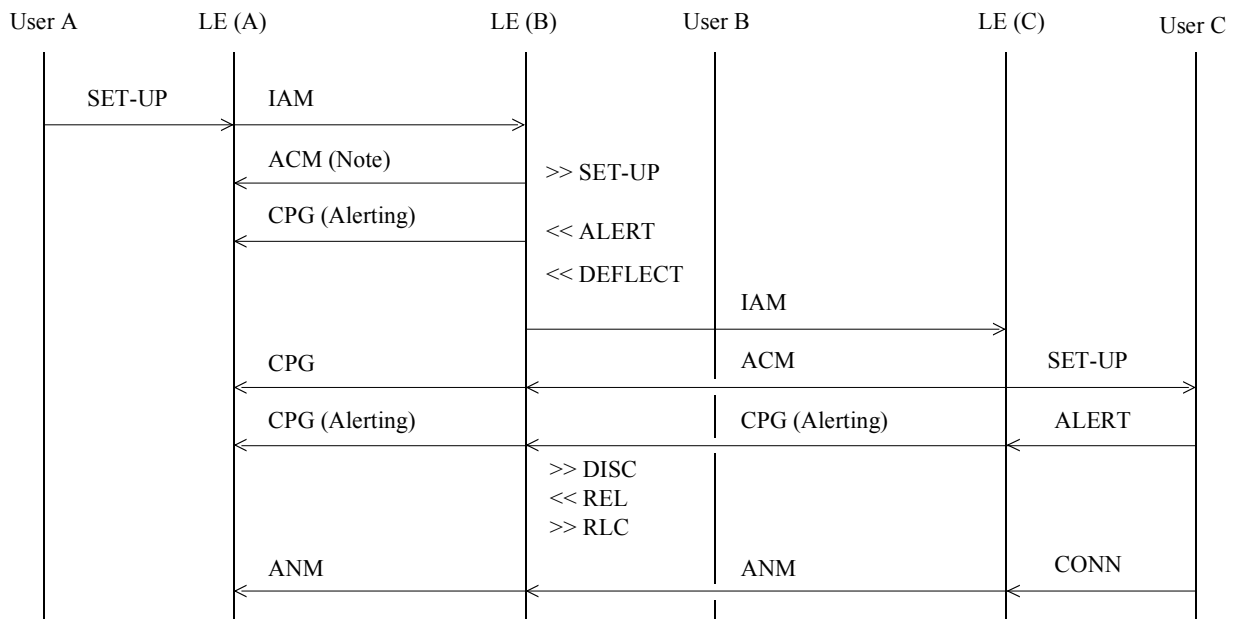 User A LE (A) LE (B) User B LE (C) User C
SET-UP IAM
ACM (Note) >> SET-UP
CPG (Alerting) << ALERT
<< DEFLECT
IAM
CPG ACM SET-UP
CPG (Alerting) CPG (Alerting) ALERT
>> DISC
<< REL
>> RLC
ANM ANM CONN